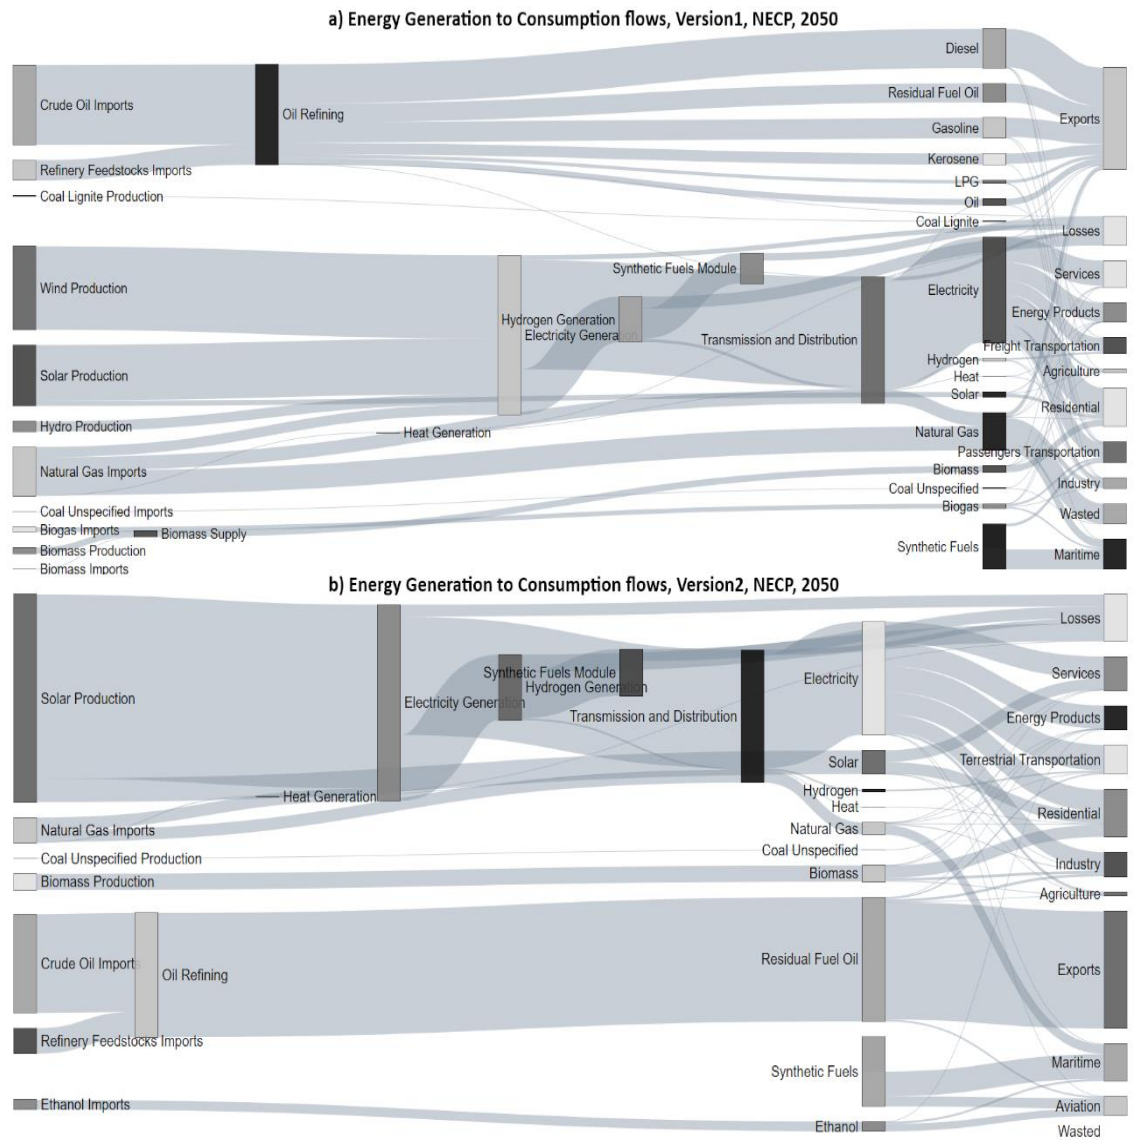 a) Energy Generation to Consumption flows, Version1, NECP, 2050
Diesel
Crude Oil Imports
Oil Refining
Residual Fuel Oil
Exports
Gasoline
Kerosene
Refinery Feedstocks Imports
LPG
Coal Lignite Production
Oil
Coal Lignite
Losses
Synthetic Fuels Module
Services
Wind Production
Electricity
Energy Products
Hydrogen Generation
Electricity Generation
Transmission and Distribution
Freight Transportation
Hydrogen
Agriculture
Solar Production
Heat
Solar
Residential
Hydro Production
Heat Generation
Natural Gas
Passengers Transportation
Natural Gas Imports
Biomass
Industry
Coal Unspecified
Coal Unspecified Imports
Biogas
Wasted
Biogas Imports
Biomass Supply
Synthetic Fuels
Biomass Production
Maritime
Biomass Imports
b) Energy Generation to Consumption flows, Version2, NECP, 2050
Losses
Synthetic Fuels Module
Services
Electricity
Hydrogen Generation
Solar Production
Electricity Generation
Transmission and Distribution
Energy Products
Solar
Terrestrial Transportation
Hydrogen
Heat Generation
Heat
Residential
Natural Gas Imports
Natural Gas
Coal Unspecified Production
Coal Unspecified
Industry
Biomass Production
Biomass
Agriculture
Residual Fuel Oil
Crude Oil Imports
Oil Refining
Exports
Refinery Feedstocks Imports
Maritime
Synthetic Fuels
Ethanol Imports
Aviation
Ethanol
Wasted